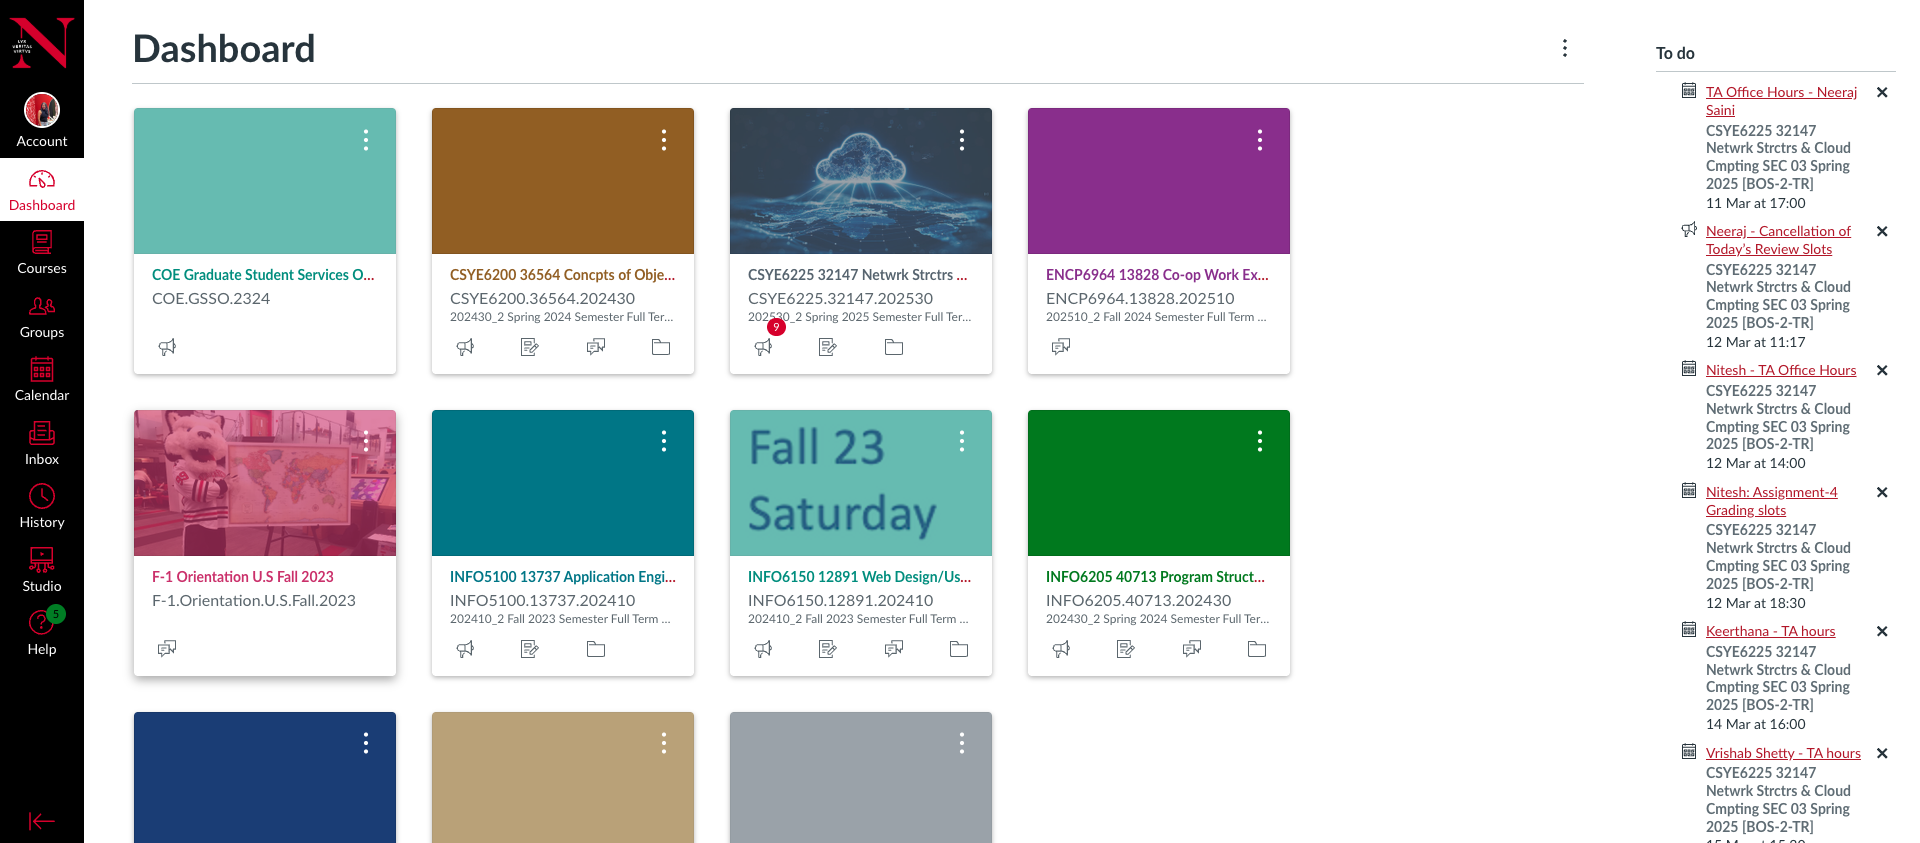 LVX
VERITAS
VIRTVS
Account
Dashboard
Courses
Groups
Calendar
Inbox
History
Studio
5
Help
Dashboard
COE Graduate Student Services O...
COE.GSSO.2324
CSYE6200 36564 Concpts of Obje...
CSYE6200.36564.202430
202430_2 Spring 2024 Semester Full Ter...
CSYE6225 32147 Netwrk Strctrs ...
CSYE6225.32147.202530
202530_2 Spring 2025 Semester Full Ter...
9
ENCP6964 13828 Co-op Work Ex...
ENCP6964.13828.202510
202510_2 Fall 2024 Semester Full Term ...
F-1 Orientation U.S Fall 2023
F-1.Orientation.U.S.Fall.2023
INFO5100 13737 Application Engi...
INFO5100.13737.202410
202410_2 Fall 2023 Semester Full Term ...
Fall 23
Saturday
INFO6150 12891 Web Design/Us...
INFO6150.12891.202410
202410_2 Fall 2023 Semester Full Term ...
INFO6205 40713 Program Struct...
INFO6205.40713.202430
202430_2 Spring 2024 Semester Full Ter...
To do
TA Office Hours - Neeraj
Saini
CSYE6225 32147
Netwrk Strctrs & Cloud
Cmpting SEC 03 Spring
2025 [BOS-2-TR]
11 Mar at 17:00
Neeraj - Cancellation of
Today's Review Slots
CSYE6225 32147
Netwrk Strctrs & Cloud
Cmpting SEC 03 Spring
2025 [BOS-2-TR]
12 Mar at 11:17
Nitesh - TA Office Hours
CSYE6225 32147
Netwrk Strctrs & Cloud
Cmpting SEC 03 Spring
2025 [BOS-2-TR]
12 Mar at 14:00
Nitesh: Assignment-4
Grading slots
CSYE6225 32147
Netwrk Strctrs & Cloud
Cmpting SEC 03 Spring
2025 [BOS-2-TR]
12 Mar at 18:30
Keerthana - TA hours
CSYE6225 32147
Netwrk Strctrs & Cloud
Cmpting SEC 03 Spring
2025 [BOS-2-TR]
14 Mar at 16:00
Vrishab Shetty - TA hours
CSYE6225 32147
Netwrk Strctrs & Cloud
Cmpting SEC 03 Spring
2025 [BOS-2-TR]